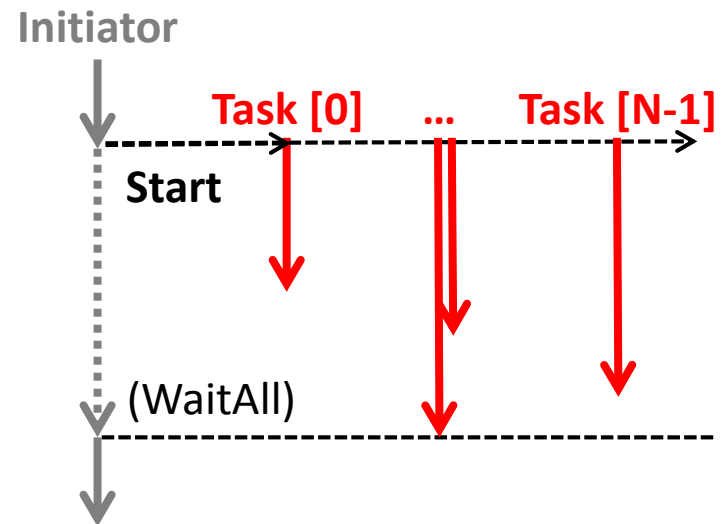 Initiator
Task [0] ... Task [N-1]
Start
(WaitAll)